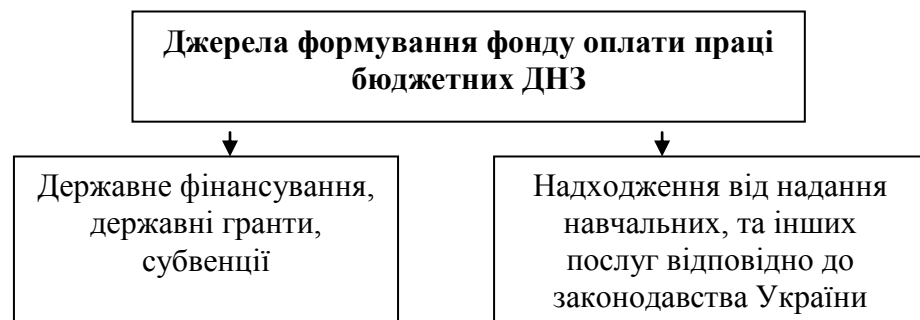 Джерела формування фонду оплати праці
бюджетних ДНЗ
Державне фінансування,
державні гранти,
субвенції
Надходження від надання
навчальних, та інших
послуг відповідно до
законодавства України